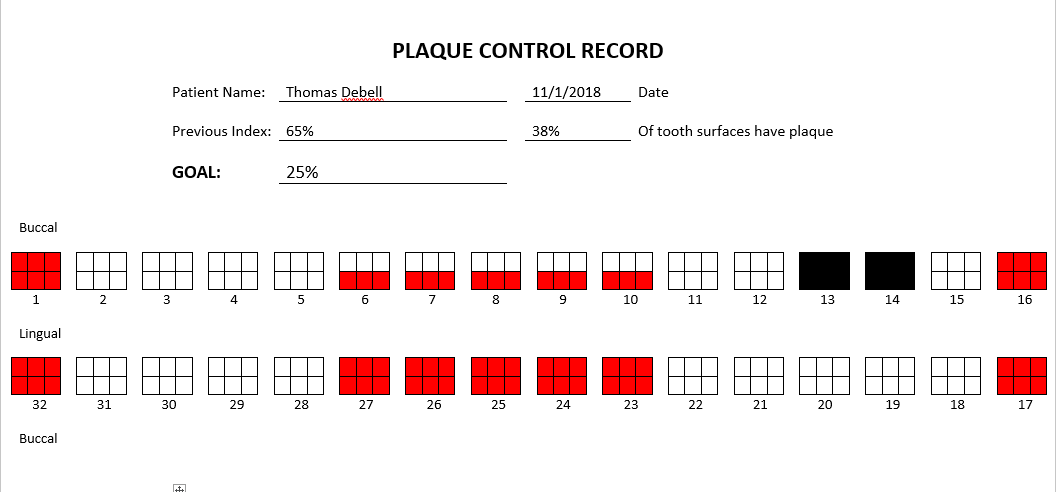 PLAQUE CONTROL RECORD
Patient Name: Thomas Debell 11/1/2018 Date
Previous Index: 65% 38% Of tooth surfaces have plaque
GOAL: 25%
Buccal
1 2 3 4 5 6 7 8 9 10 11 12 13 14 15 16
Lingual
32 31 30 29 28 27 26 25 24 23 22 21 20 19 18 17
Buccal